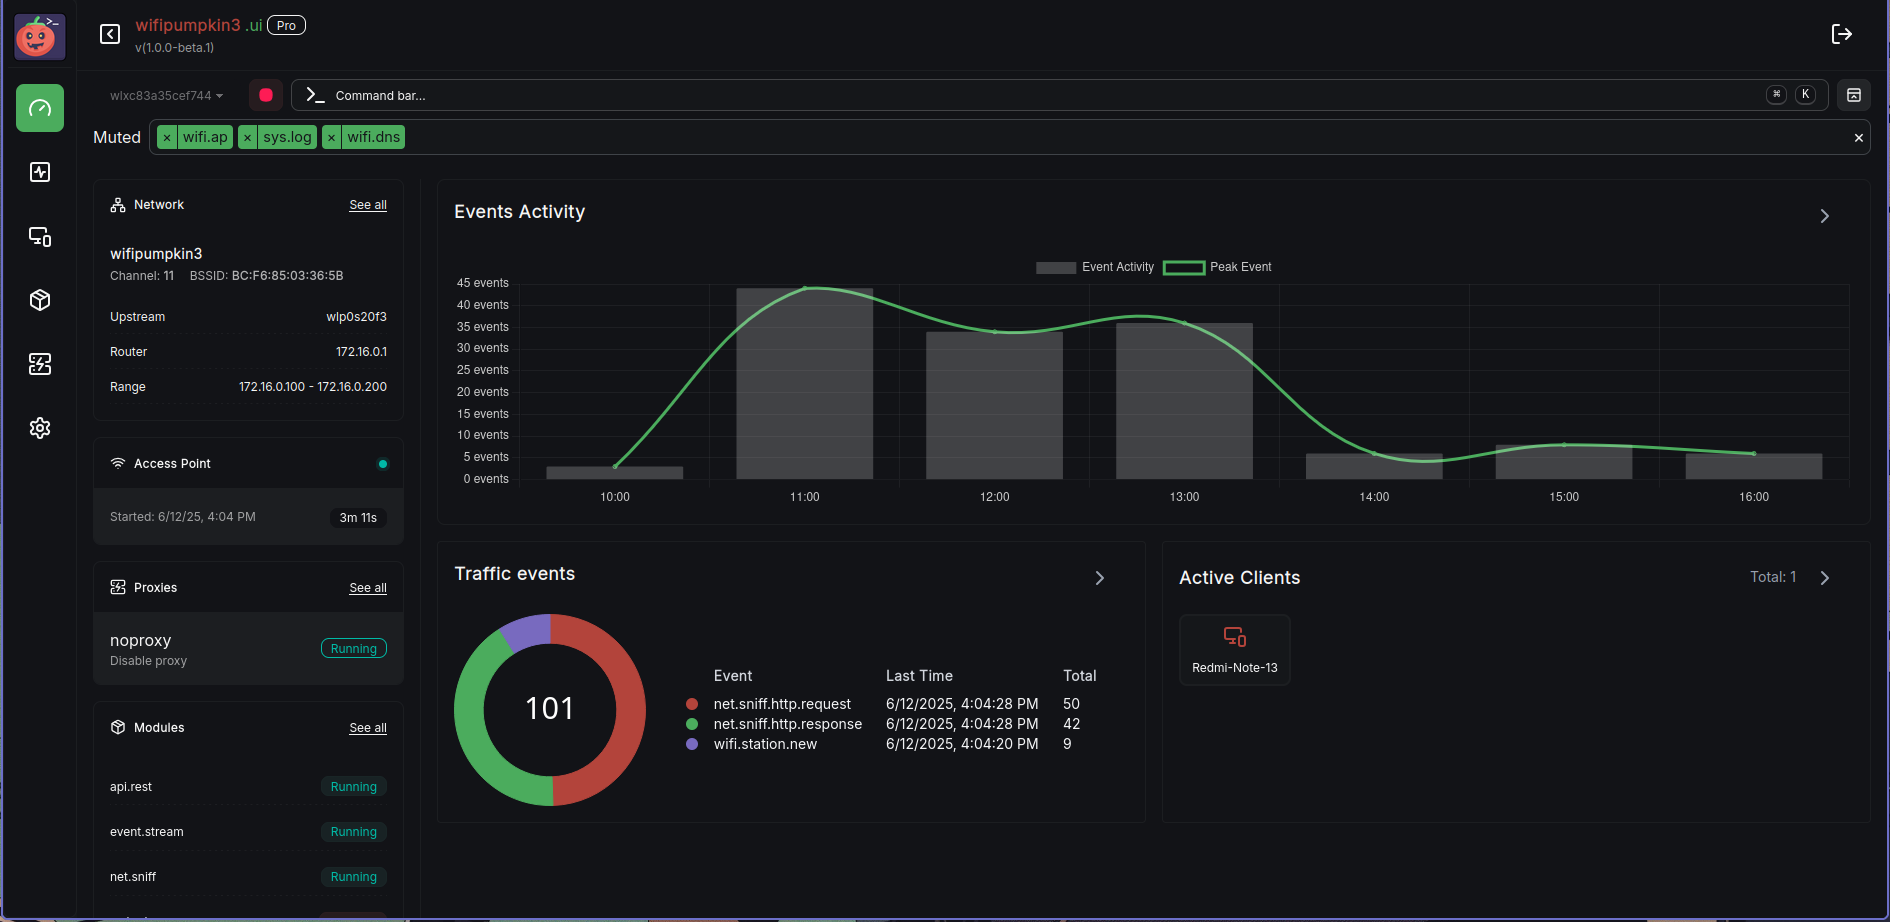 wifipumpkin3 .ui Pro
v(1.0.0-beta.1)
wlxc83a35cef744
Command bar...
⌘ K
Muted × wifi.ap × sys.log × wifi.dns ×
Network See all
wifipumpkin3
Channel: 11 BSSID: BC:F6:85:03:36:5B
Upstream wlp0s20f3
Router 172.16.0.1
Range 172.16.0.100 - 172.16.0.200
Access Point
Started: 6/12/25, 4:04 PM 3m 11s
Proxies See all
noproxy Running
Disable proxy
Modules See all
api.rest Running
event.stream Running
net.sniff Running
Events Activity
Event Activity Peak Event
45 events
40 events
35 events
30 events
25 events
20 events
15 events
10 events
5 events
0 events
10:00 11:00 12:00 13:00 14:00 15:00 16:00
Traffic events
101
Event Last Time Total
net.sniff.http.request 6/12/2025, 4:04:28 PM 50
net.sniff.http.response 6/12/2025, 4:04:28 PM 42
wifi.station.new 6/12/2025, 4:04:20 PM 9
Active Clients Total: 1
Redmi-Note-13